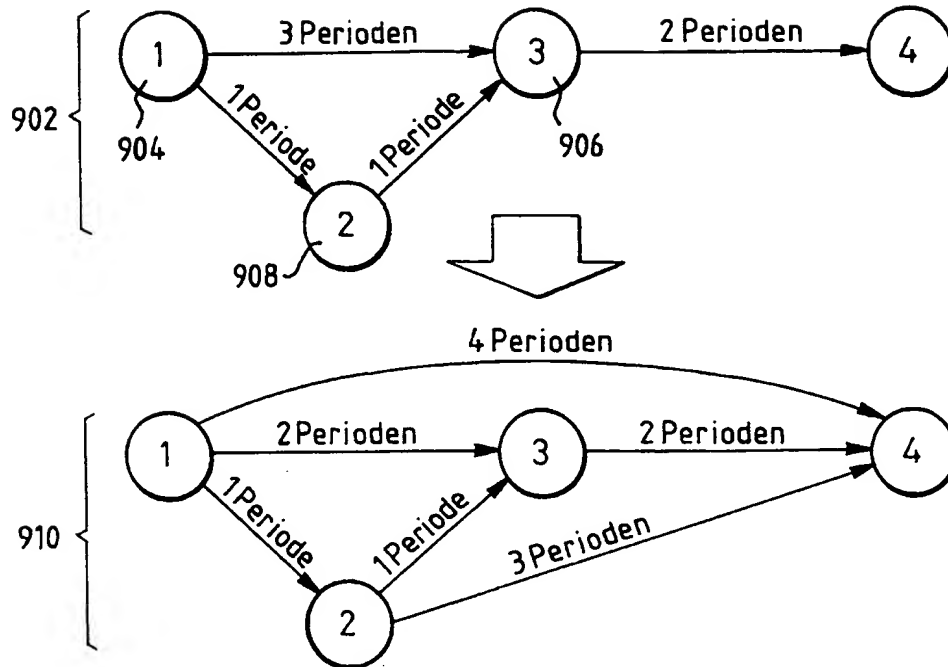 1
3 Perioden
3
2 Perioden
4
902
904
1 Periode
1 Periode
906
2
908
4 Perioden
1
2 Perioden
3
2 Perioden
4
910
1 Periode
1 Periode
3 Perioden
2